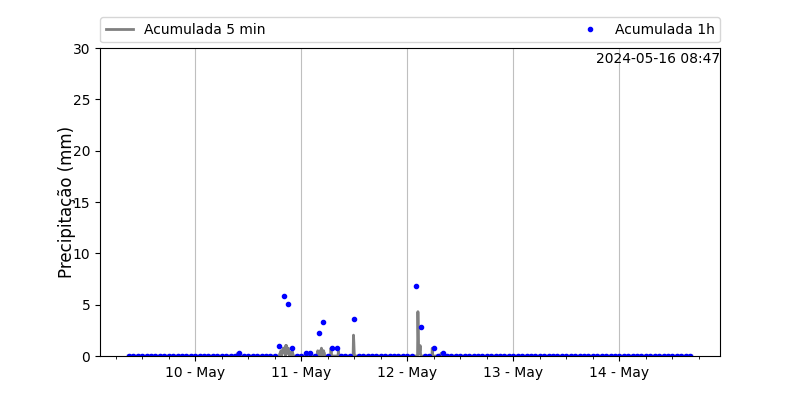 Acumulada 5 min
Acumulada 1h
2024-05-16 08:47
Precipitação (mm)
30
25
20
15
10
5
0
10 - May
11 - May
12 - May
13 - May
14 - May